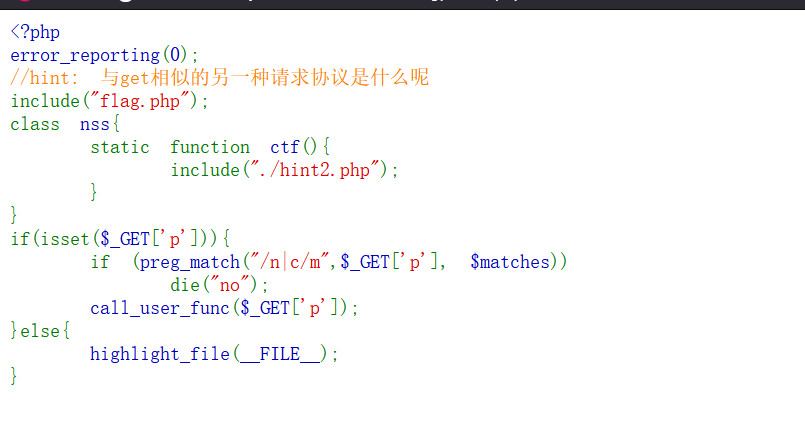 <?php
error_reporting(0);
//hint:  与get相似的另一种请求协议是什么呢
include("flag.php");
class  nss{
        static  function  ctf(){
                include("./hint2.php");
        }
}
if(isset($_GET['p'])){
        if  (preg_match("/n|c/m",$_GET['p'],  $matches))
                die("no");
        call_user_func($_GET['p']);
}else{
        highlight_file(__FILE__);
}